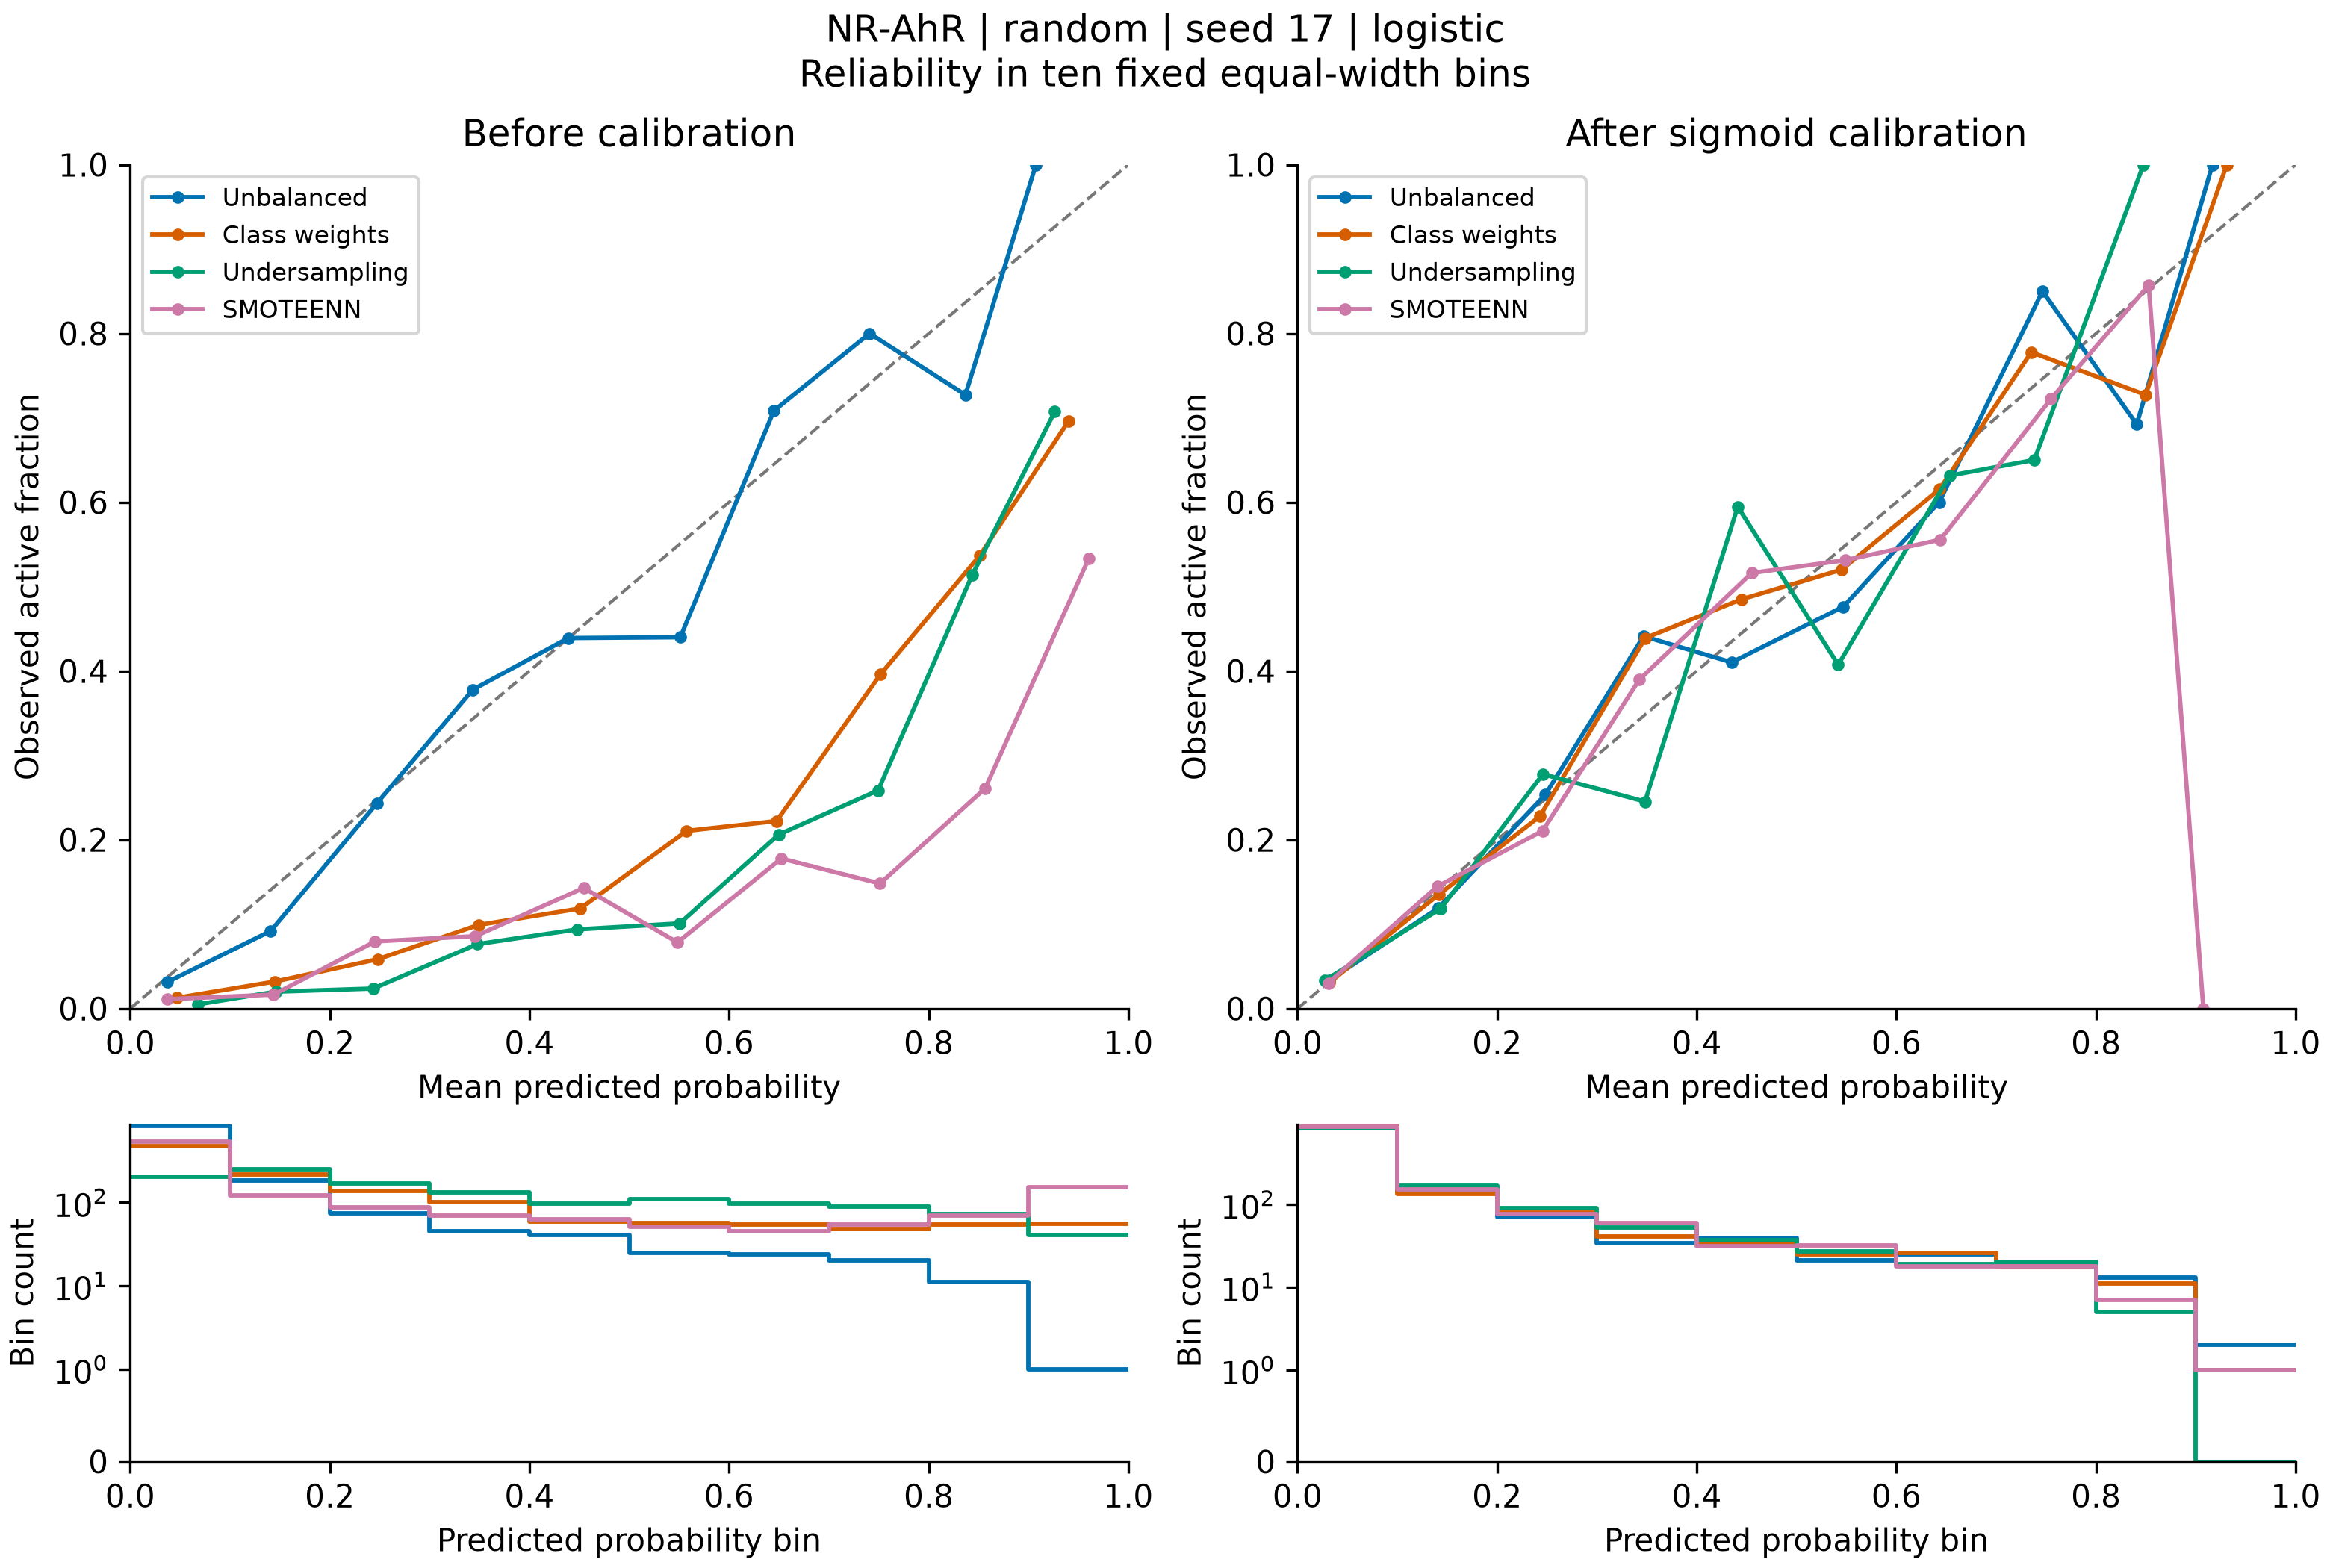 NR-AhR | random | seed 17 | logistic
Reliability in ten fixed equal-width bins
Before calibration
1.0
0.8
0.6
0.4
0.2
0.0
Observed active fraction
Unbalanced
Class weights
Undersampling
SMOTEENN
0.0 0.2 0.4 0.6 0.8 1.0
Mean predicted probability
After sigmoid calibration
1.0
0.8
0.6
0.4
0.2
0.0
Observed active fraction
Unbalanced
Class weights
Undersampling
SMOTEENN
0.0 0.2 0.4 0.6 0.8 1.0
Mean predicted probability
10²
10¹
10⁰
0
Bin count
0.0 0.2 0.4 0.6 0.8 1.0
Predicted probability bin
10²
10¹
10⁰
0
Bin count
0.0 0.2 0.4 0.6 0.8 1.0
Predicted probability bin